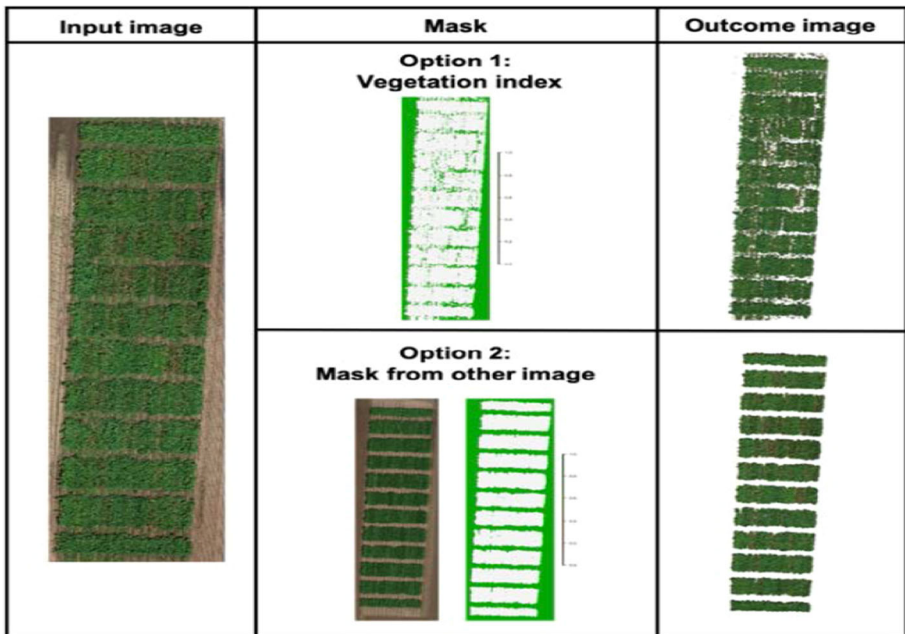 Input image
Mask
Outcome image
Option 1:
Vegetation index
Option 2:
Mask from other image